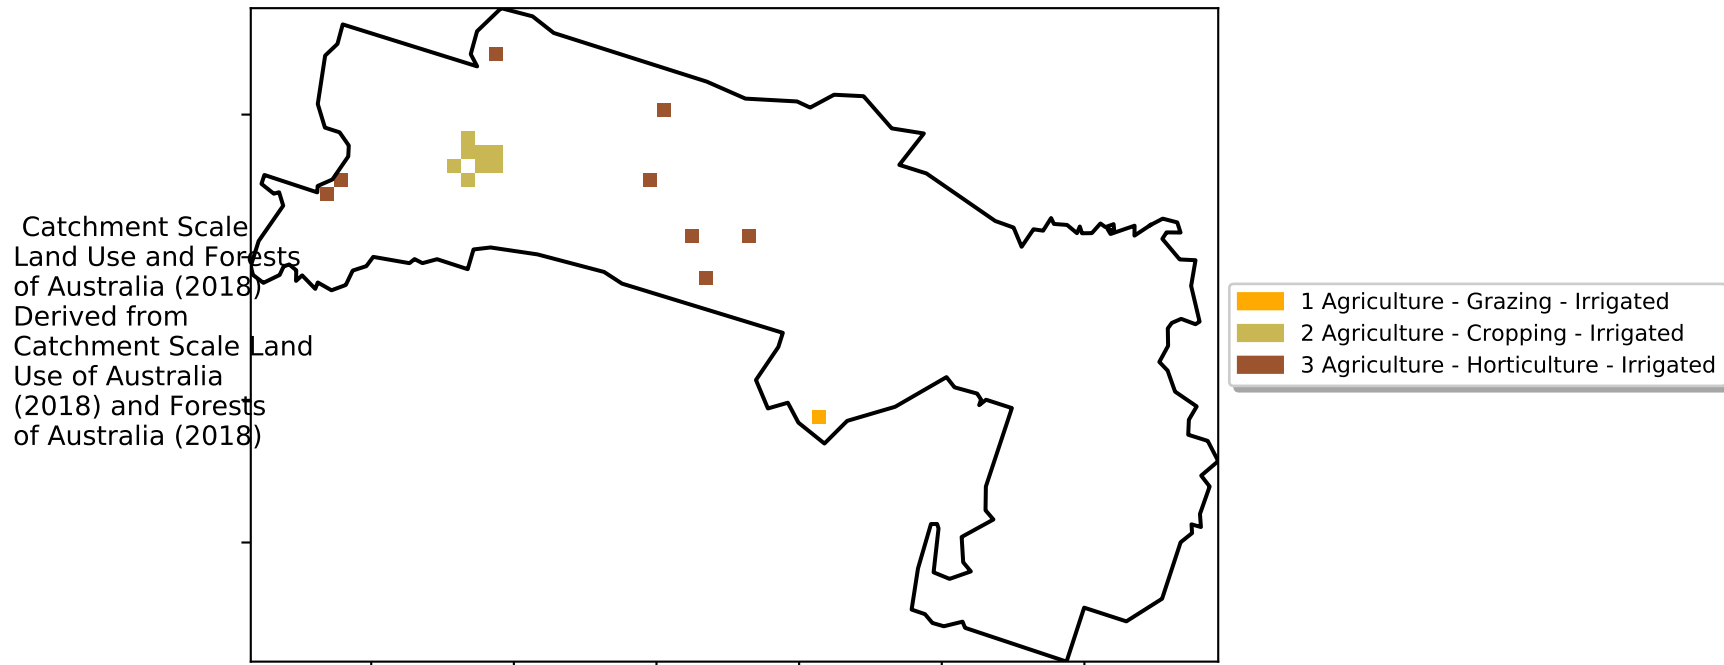 Catchment Scale
Land Use and Forests
of Australia (2018)
Derived from
Catchment Scale Land
Use of Australia
(2018) and Forests
of Australia (2018)
1 Agriculture - Grazing - Irrigated
2 Agriculture - Cropping - Irrigated
3 Agriculture - Horticulture - Irrigated